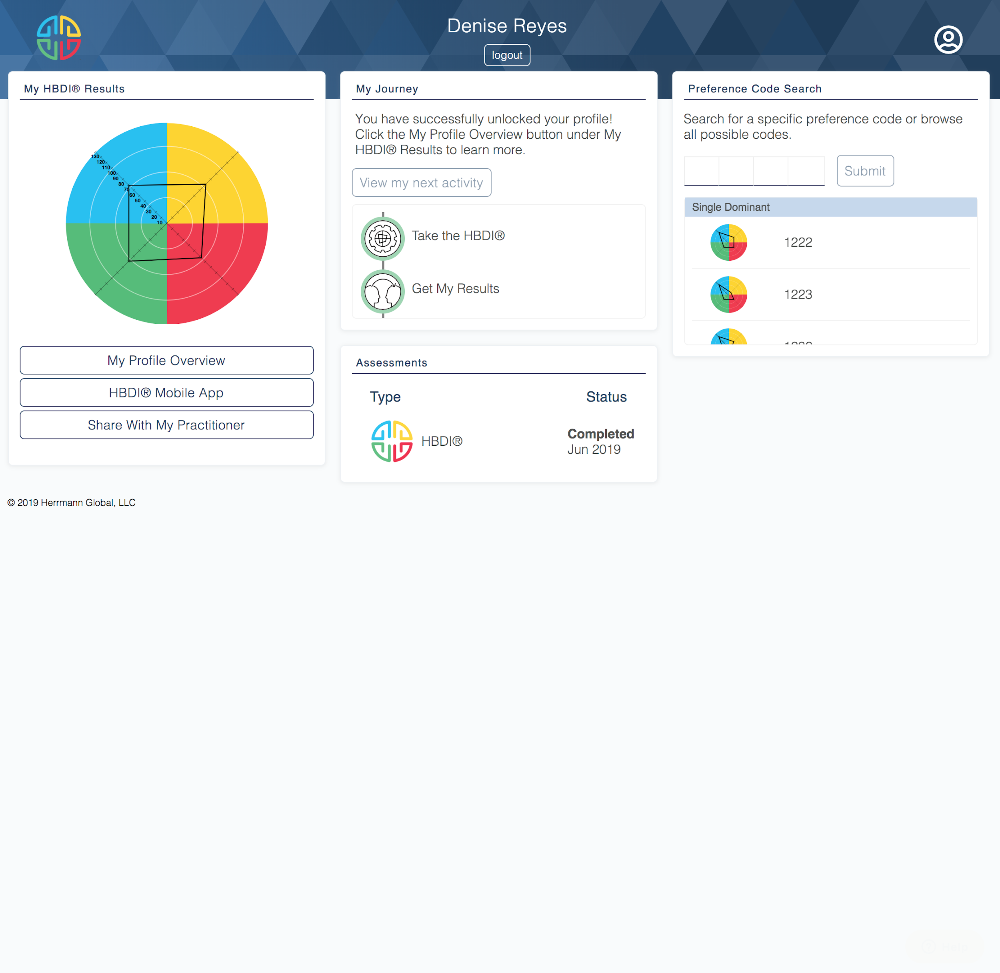 Denise Reyes
logout
My HBDI® Results
130
120
110
100
90
80
70
60
50
40
30
20
10
My Profile Overview
HBDI® Mobile App
Share With My Practitioner
My Journey
You have successfully unlocked your profile!
Click the My Profile Overview button under My
HBDI® Results to learn more.
View my next activity
Take the HBDI®
Get My Results
Assessments
Type Status
HBDI®
Completed
Jun 2019
Preference Code Search
Search for a specific preference code or browse
all possible codes.
Submit
Single Dominant
1222
1223
© 2019 Herrmann Global, LLC
Help